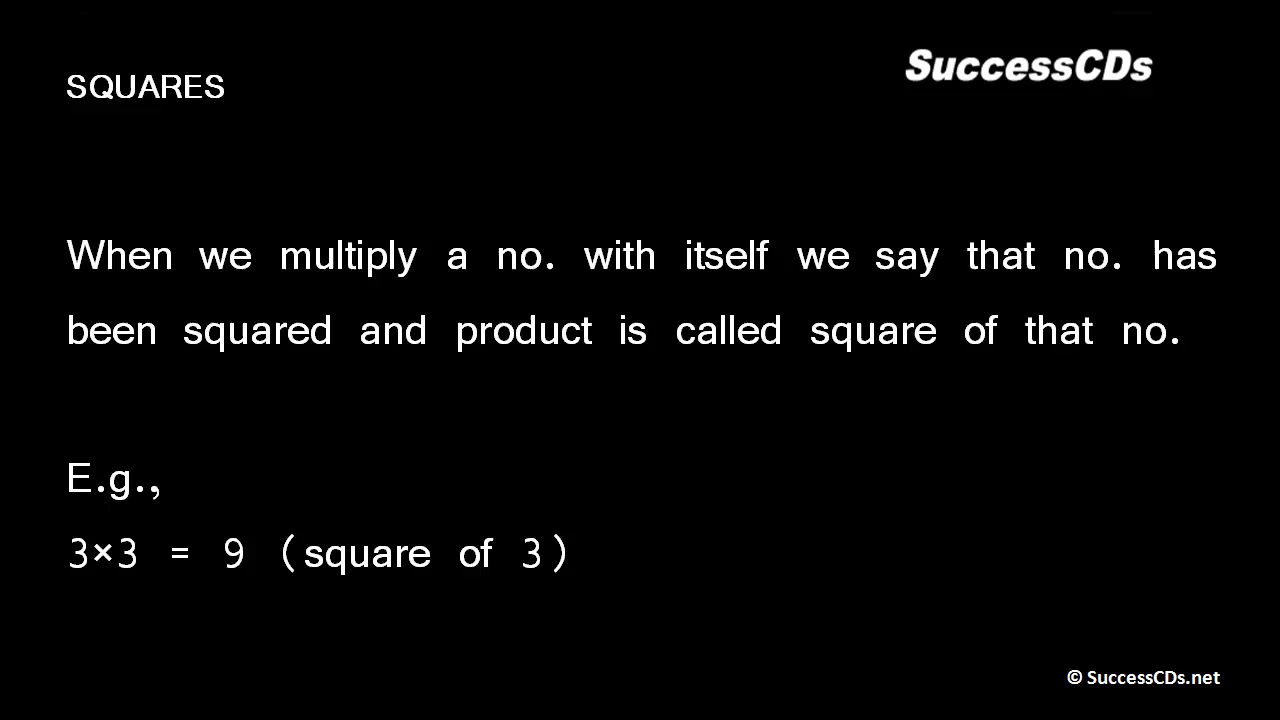 SQUARES
SuccessCDs
When we multiply a no. with itself we say that no. has
been squared and product is called square of that no.
E.g.,
3×3 = 9 (square of 3)
© SuccessCDs.net